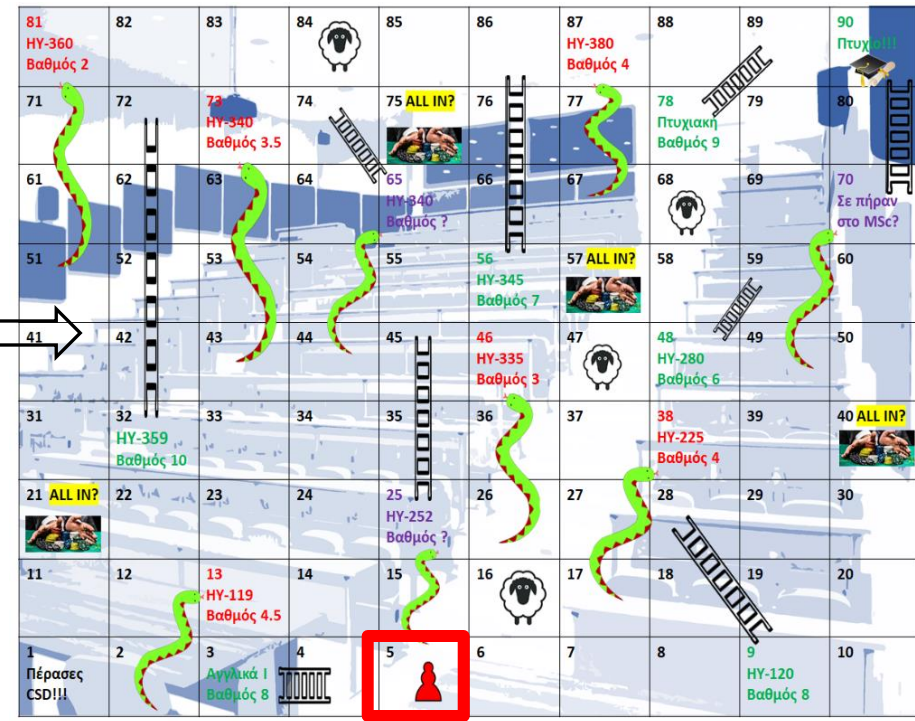 81 82 83 84 85 86 87 88 89 90
HY-360 HY-380 Πτυχίο!!!
Βαθμός 2 Βαθμός 4
71 72 73 74 75 ALL IN? 76 77 78 79 80
HY-340 Πτυχιακή
Βαθμός 3.5 Βαθμός 9
61 62 63 64 65 66 67 68 69 70
HY-340 Σε πήραν
Βαθμός ? στο MSc?
51 52 53 54 55 56 57 ALL IN? 58 59 60
HY-345
Βαθμός 7
41 42 43 44 45 46 47 48 49 50
HY-335 HY-280
Βαθμός 3 Βαθμός 6
31 32 33 34 35 36 37 38 39 40 ALL IN?
HY-359 HY-225
Βαθμός 10 Βαθμός 4
21 ALL IN? 22 23 24 25 26 27 28 29 30
HY-252
Βαθμός ?
11 12 13 14 15 16 17 18 19 20
HY-119
Βαθμός 4.5
1 2 3 4 5 6 7 8 9 10
Πέρασες Αγγλικά Ι HY-120
CSD!!! Βαθμός 8 Βαθμός 8